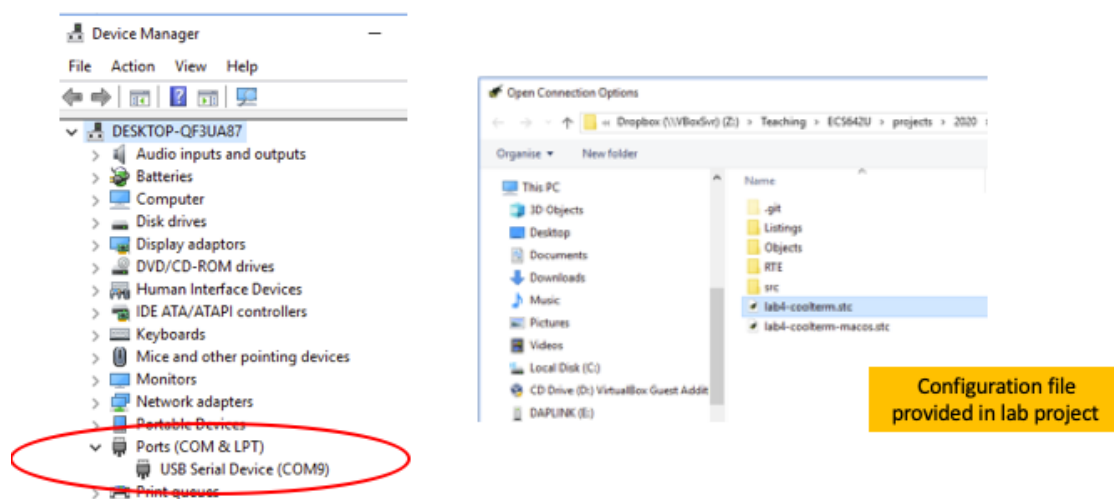 Device Manager
File Action View Help
DESKTOP-QF3UA87
Audio inputs and outputs
Batteries
Computer
Disk drives
Display adaptors
DVD/CD-ROM drives
Human Interface Devices
IDE ATA/ATAPI controllers
Keyboards
Mice and other pointing devices
Monitors
Network adapters
Portable Devices
Ports (COM & LPT)
USB Serial Device (COM9)
Print queues
Open Connection Options
« Dropbox (\\VBoxSvr) (Z:) > Teaching > ECS642U > projects > 2020 >
Organise New folder
This PC
3D Objects
Desktop
Documents
Downloads
Music
Pictures
Videos
Local Disk (C:)
CD Drive (D:) VirtualBox Guest Addit
DAPLINK (E:)
Name
.git
Listings
Objects
RTE
src
lab4-coolterm.stc
lab4-coolterm-macos.stc
Configuration file
provided in lab project